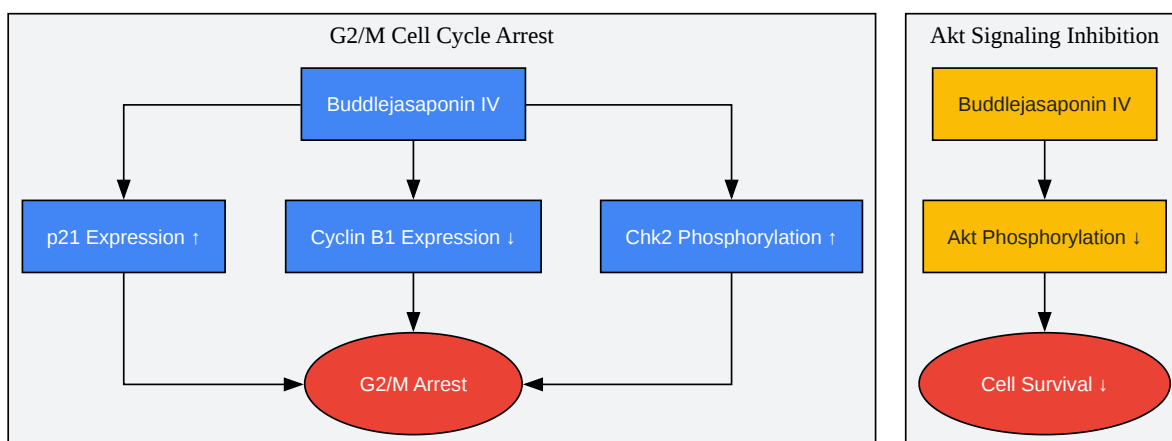 G2/M Cell Cycle Arrest
Buddlejasaponin IV
p21 Expression ↑
Cyclin B1 Expression ↓
Chk2 Phosphorylation ↑
G2/M Arrest
Akt Signaling Inhibition
Buddlejasaponin IV
Akt Phosphorylation ↓
Cell Survival ↓